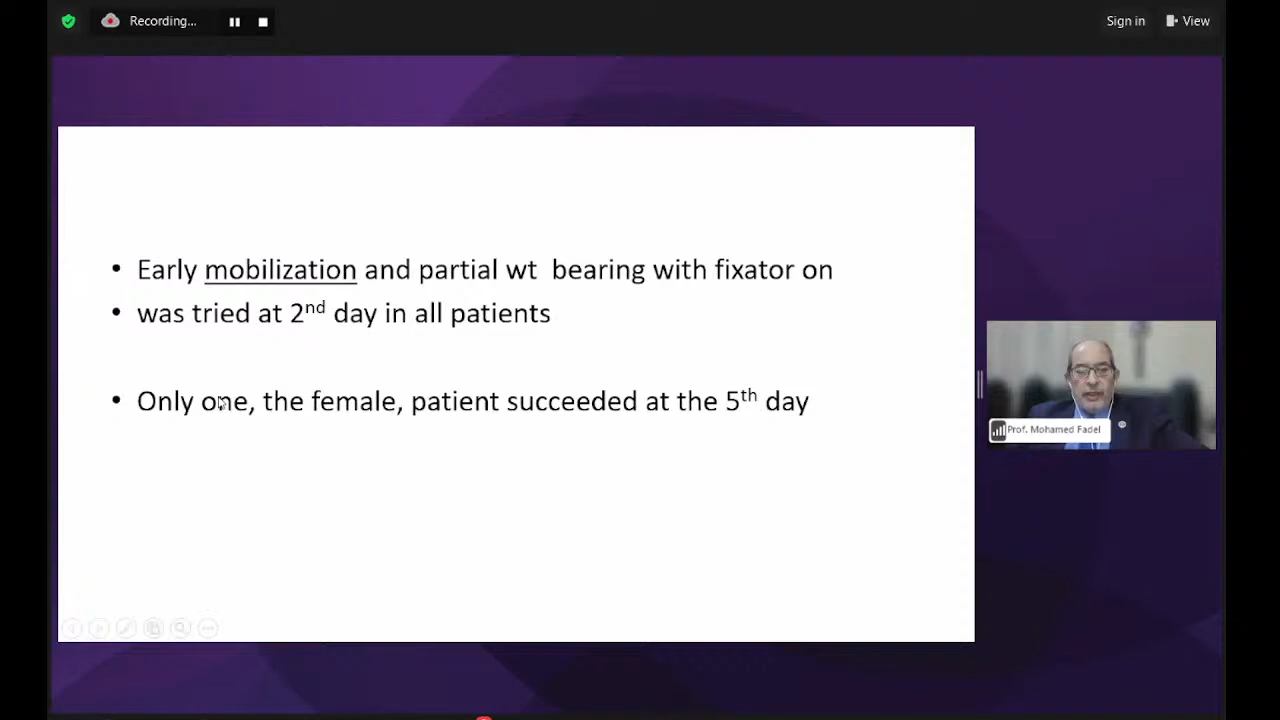 Recording...
Sign in
View
• Early mobilization and partial wt bearing with fixator on
• was tried at 2nd day in all patients
• Only one, the female, patient succeeded at the 5th day
Prof. Mohamed Fadel